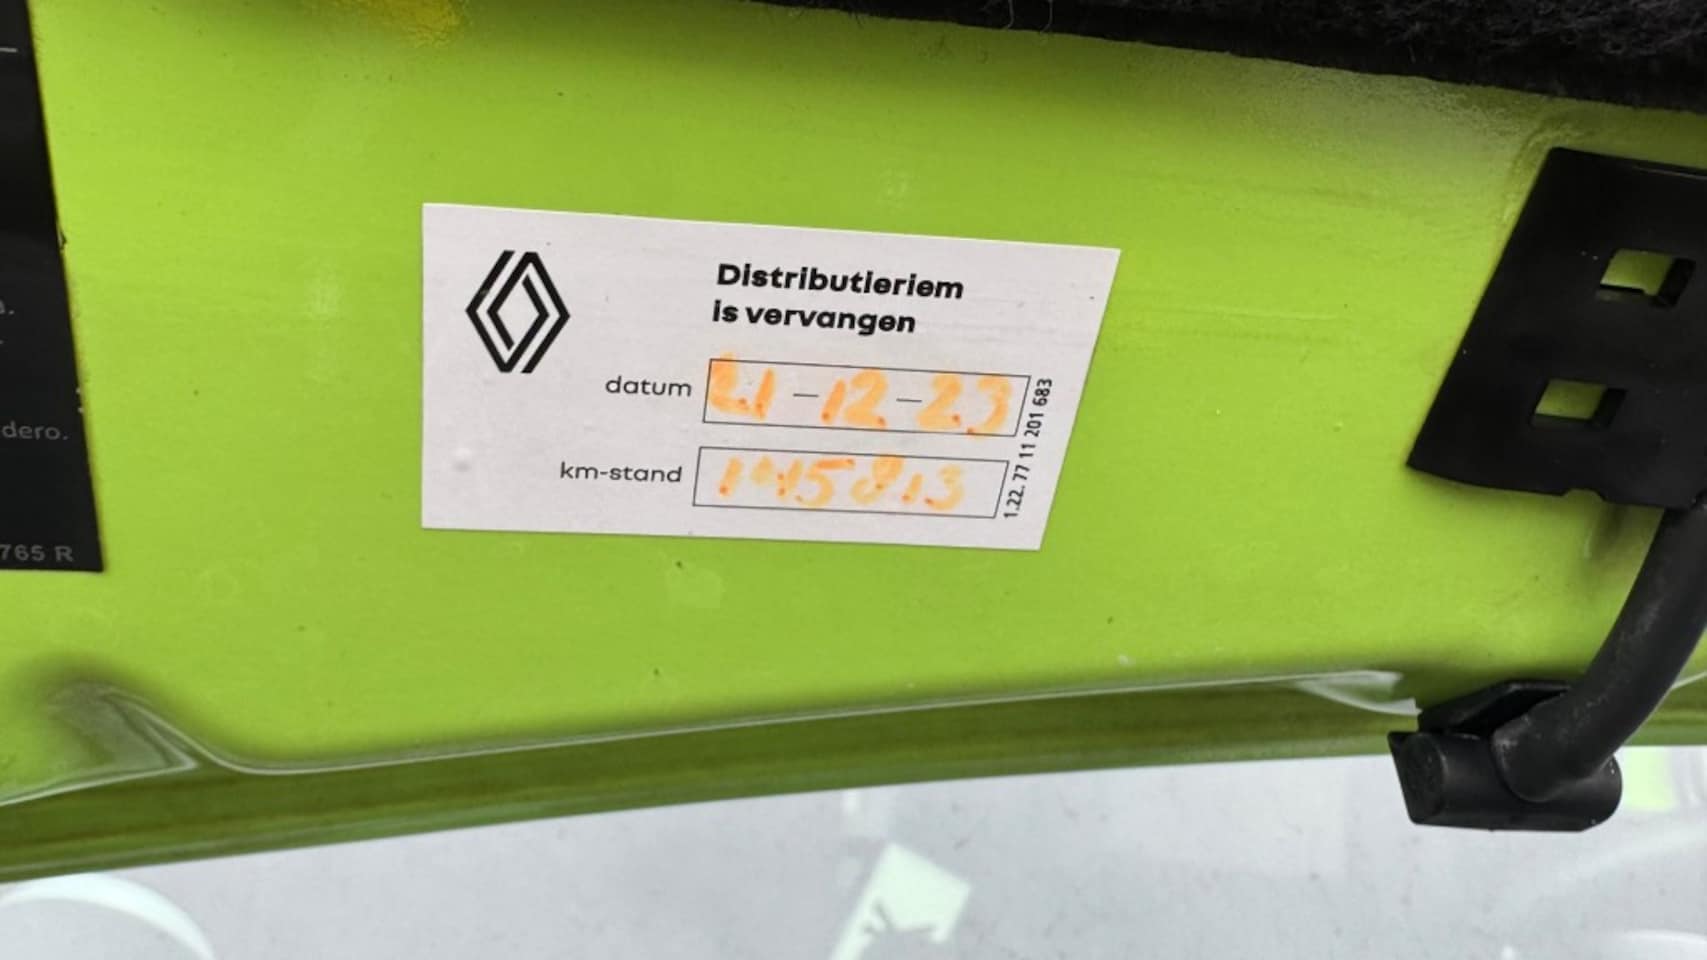 Distributieriem
is vervangen
datum 21-12-23
km-stand 145813
1.22. 77 11 201 683
dero.
765 R